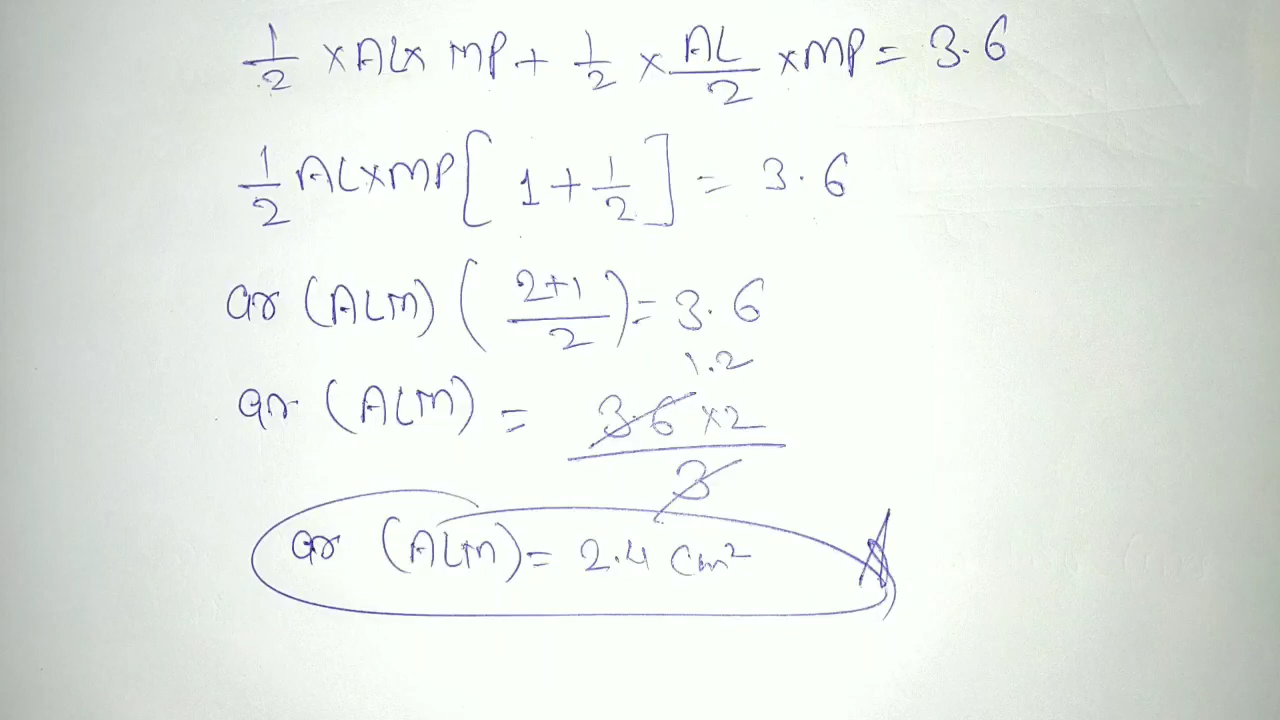 1/2 × AL × MP + 1/2 × AL/2 × MP = 3.6
1/2 AL×MP [ 1 + 1/2 ] = 3.6
ar (ALM) ( 2+1/2 ) = 3.6
1.2
ar (ALM) = 3.6 ×2/3
ar (ALM) = 2.4 cm²